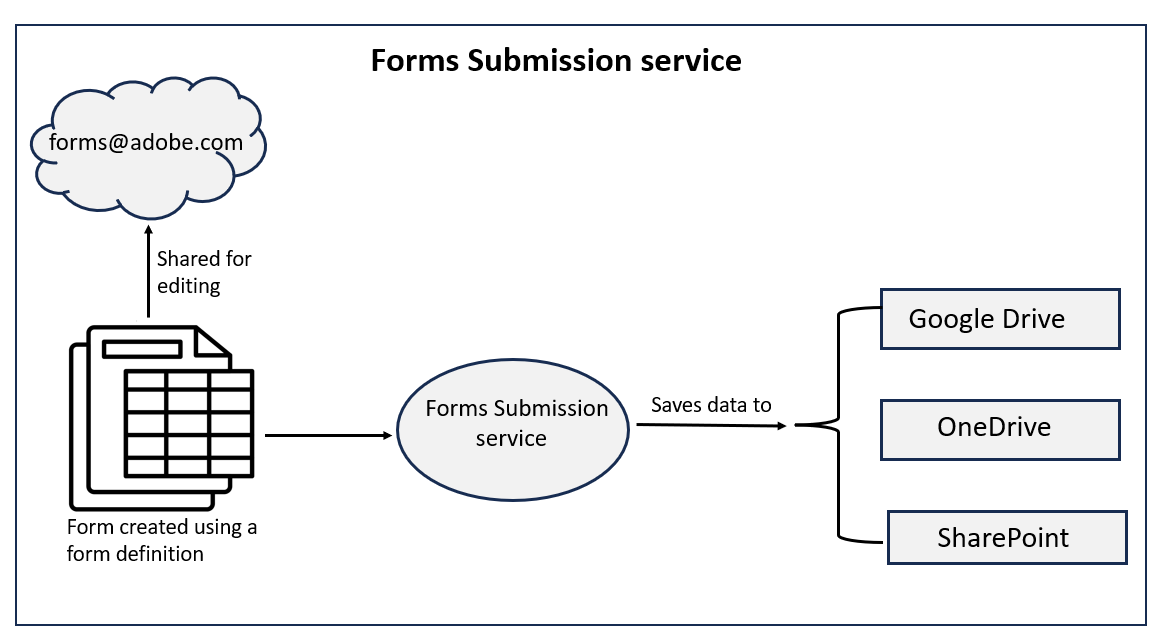 Forms Submission service
forms@adobe.com
Shared for
editing
Form created using a
form definition
Forms Submission
service
Saves data to
Google Drive
OneDrive
SharePoint